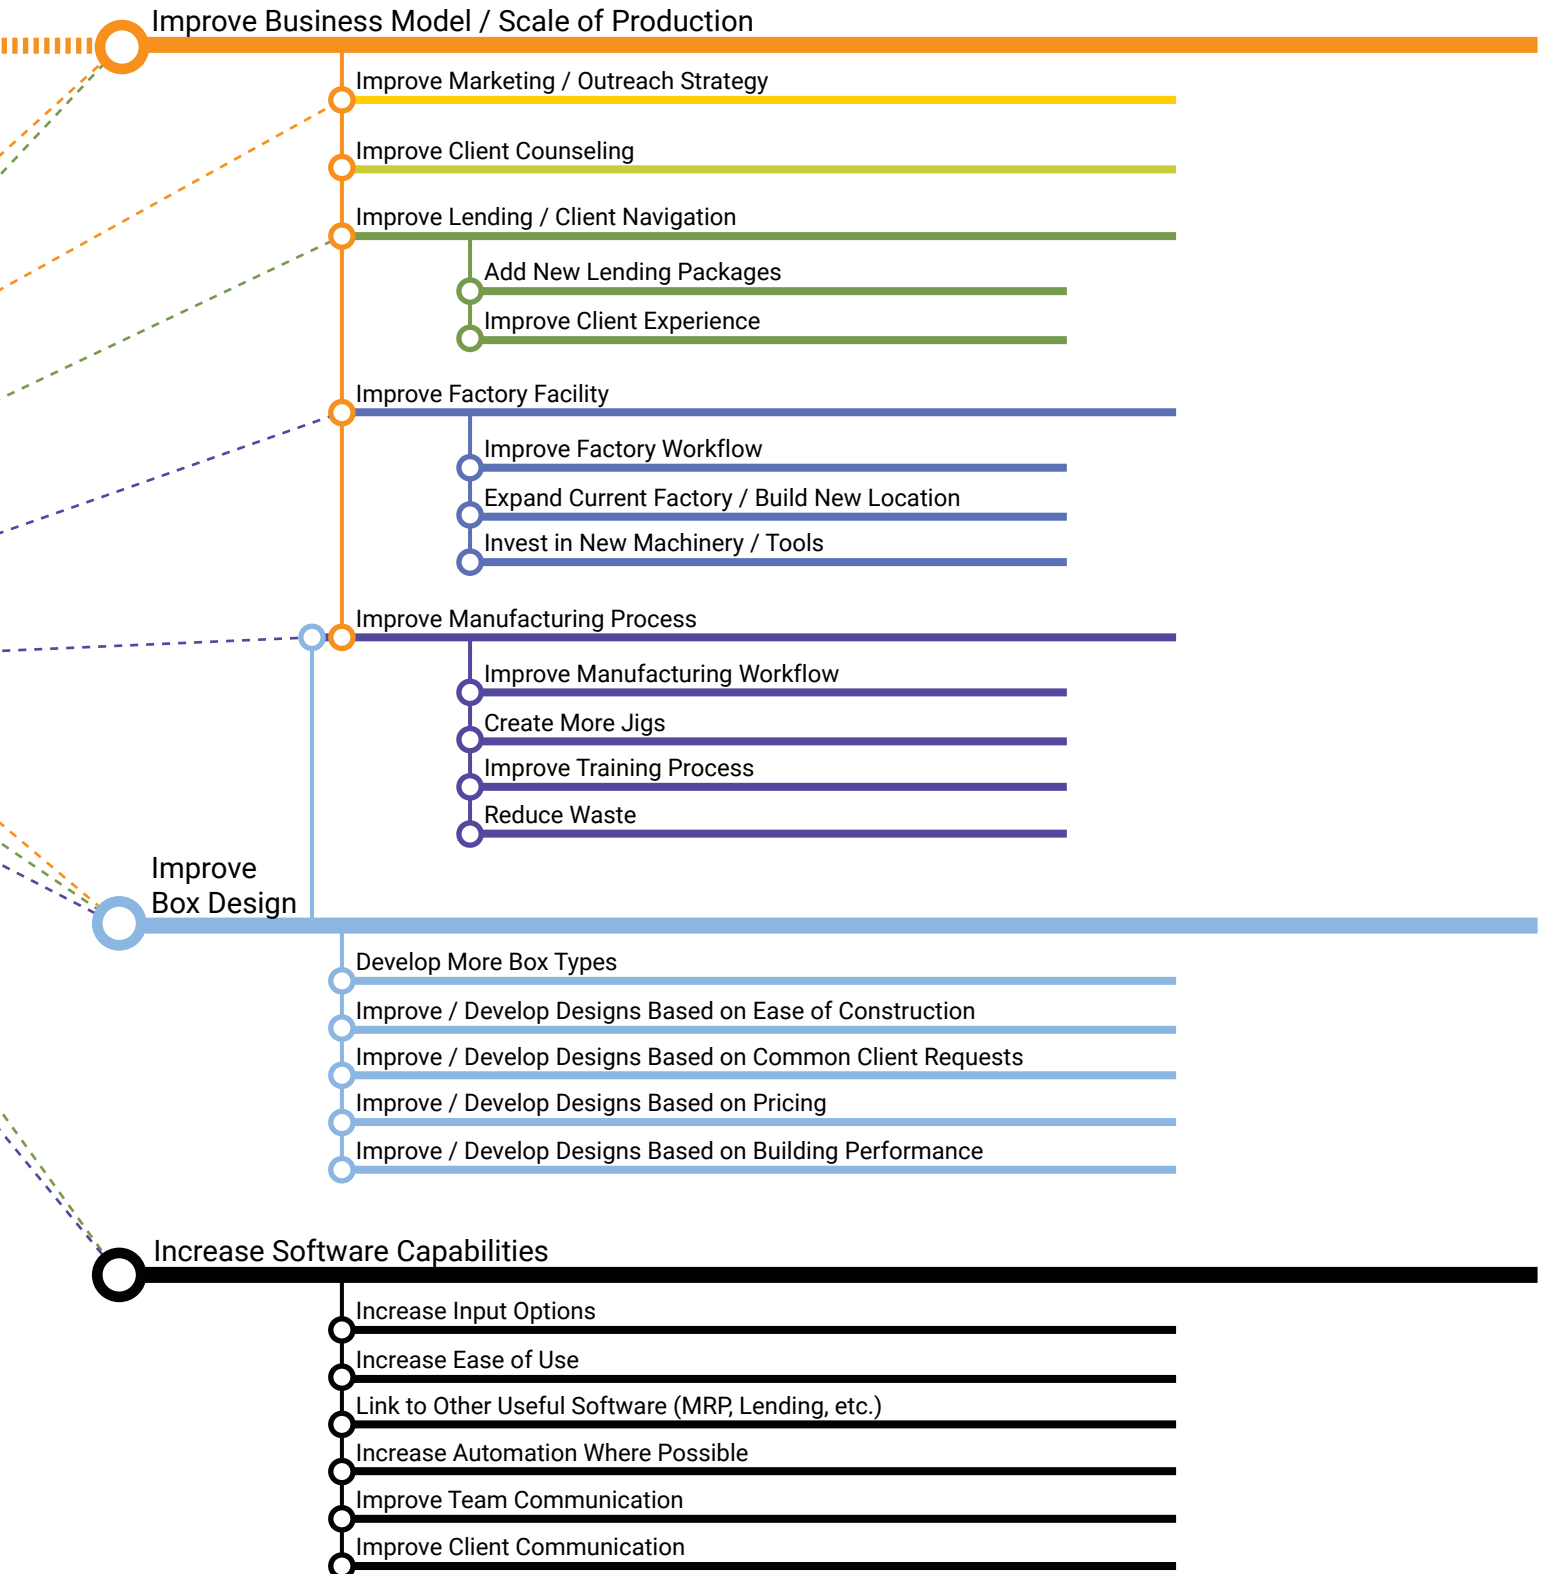 Improve Business Model / Scale of Production
Improve Marketing / Outreach Strategy
Improve Client Counseling
Improve Lending / Client Navigation
Add New Lending Packages
Improve Client Experience
Improve Factory Facility
Improve Factory Workflow
Expand Current Factory / Build New Location
Invest in New Machinery / Tools
Improve Manufacturing Process
Improve Manufacturing Workflow
Create More Jigs
Improve Training Process
Reduce Waste
Improve
Box Design
Develop More Box Types
Improve / Develop Designs Based on Ease of Construction
Improve / Develop Designs Based on Common Client Requests
Improve / Develop Designs Based on Pricing
Improve / Develop Designs Based on Building Performance
Increase Software Capabilities
Increase Input Options
Increase Ease of Use
Link to Other Useful Software (MRP, Lending, etc.)
Increase Automation Where Possible
Improve Team Communication
Improve Client Communication